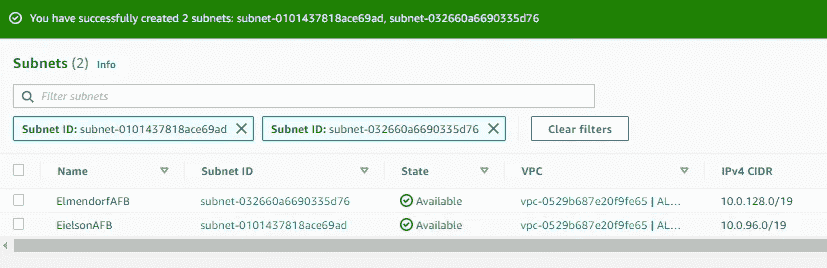 You have successfully created 2 subnets: subnet-0101437818ace69ad, subnet-032660a6690335d76
Subnets (2) Info
Filter subnets
Subnet ID: subnet-0101437818ace69ad Subnet ID: subnet-032660a6690335d76 Clear filters
Name Subnet ID State VPC IPv4 CIDR
ElmendorfAFB subnet-032660a6690335d76 Available vpc-0529b687e20f9fe65 | AL... 10.0.128.0/19
EielsonAFB subnet-0101437818ace69ad Available vpc-0529b687e20f9fe65 | AL... 10.0.96.0/19